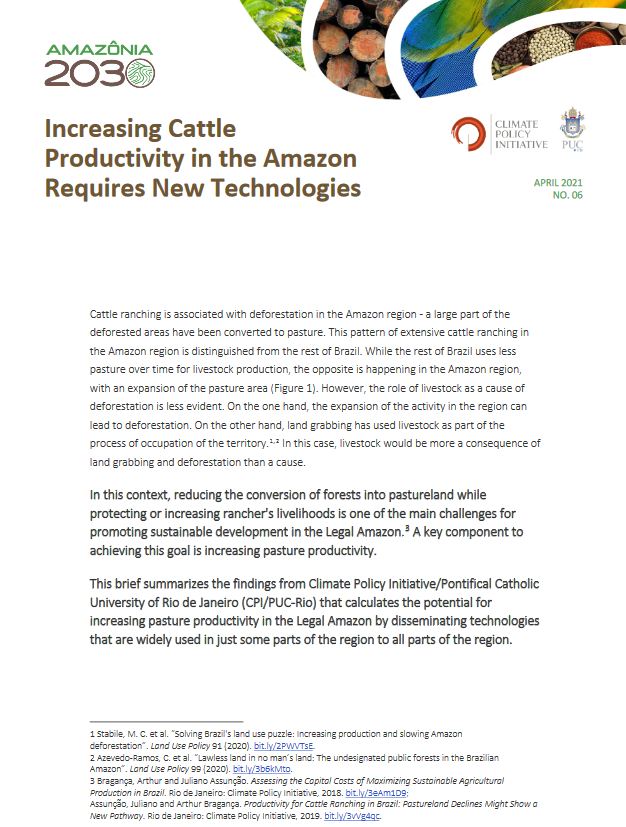 AMAZÔNIA
2030
Increasing Cattle
Productivity in the Amazon
Requires New Technologies
CLIMATE
POLICY
INITIATIVE
PUC
RIO
APRIL 2021
NO. 06
Cattle ranching is associated with deforestation in the Amazon region - a large part of the
deforested areas have been converted to pasture. This pattern of extensive cattle ranching in
the Amazon region is distinguished from the rest of Brazil. While the rest of Brazil uses less
pasture over time for livestock production, the opposite is happening in the Amazon region,
with an expansion of the pasture area (Figure 1). However, the role of livestock as a cause of
deforestation is less evident. On the one hand, the expansion of the activity in the region can
lead to deforestation. On the other hand, land grabbing has used livestock as part of the
process of occupation of the territory.¹·² In this case, livestock would be more a consequence of
land grabbing and deforestation than a cause.
In this context, reducing the conversion of forests into pastureland while
protecting or increasing rancher's livelihoods is one of the main challenges for
promoting sustainable development in the Legal Amazon.³ A key component to
achieving this goal is increasing pasture productivity.
This brief summarizes the findings from Climate Policy Initiative/Pontifical Catholic
University of Rio de Janeiro (CPI/PUC-Rio) that calculates the potential for
increasing pasture productivity in the Legal Amazon by disseminating technologies
that are widely used in just some parts of the region to all parts of the region.
1 Stabile, M. C. et al. "Solving Brazil's land use puzzle: Increasing production and slowing Amazon
deforestation". Land Use Policy 91 (2020). bit.ly/2PWVTsE.
2 Azevedo-Ramos, C. et al. "Lawless land in no man´s land: The undesignated public forests in the Brazilian
Amazon". Land Use Policy 99 (2020). bit.ly/3b6kMto.
3 Bragança, Arthur and Juliano Assunção. Assessing the Capital Costs of Maximizing Sustainable Agricultural
Production in Brazil. Rio de Janeiro: Climate Policy Initiative, 2018. bit.ly/3eAm1D9;
Assunção, Juliano and Arthur Bragança. Productivity for Cattle Ranching in Brazil: Pastureland Declines Might Show a
New Pathway. Rio de Janeiro: Climate Policy Initiative, 2019. bit.ly/3vVg4qc.